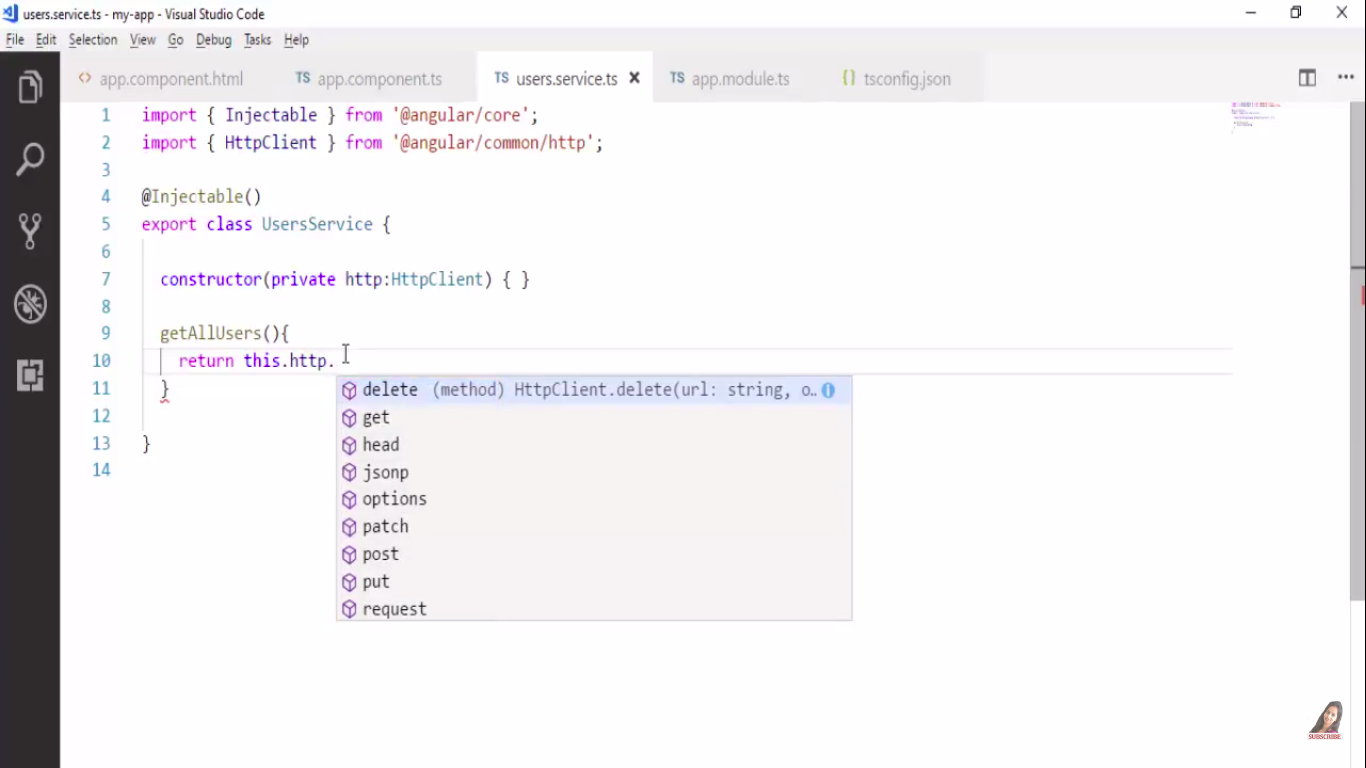 users.service.ts - my-app - Visual Studio Code
File Edit Selection View Go Debug Tasks Help
<> app.component.html TS app.component.ts TS users.service.ts × TS app.module.ts {} tsconfig.json
1 import { Injectable } from '@angular/core';
2 import { HttpClient } from '@angular/common/http';
3
4 @Injectable()
5 export class UsersService {
6
7 constructor(private http:HttpClient) { }
8
9 getAllUsers(){
10 return this.http.
11 }
12
13 }
14
delete (method) HttpClient.delete(url: string, o..
get
head
jsonp
options
patch
post
put
request
SUBSCRIBE